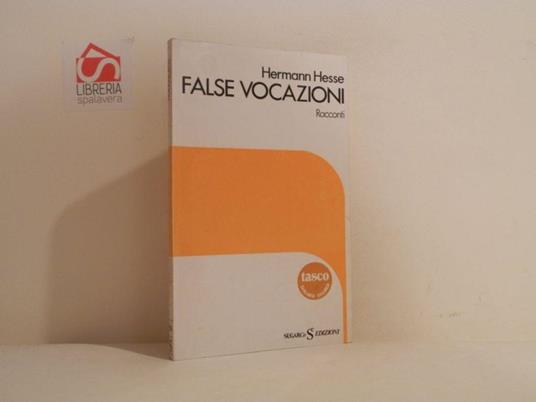 LIBRERIA
spalavera
Hermann Hesse
FALSE VOCAZIONI
Racconti
tasco
SUGARCO EDIZIONI